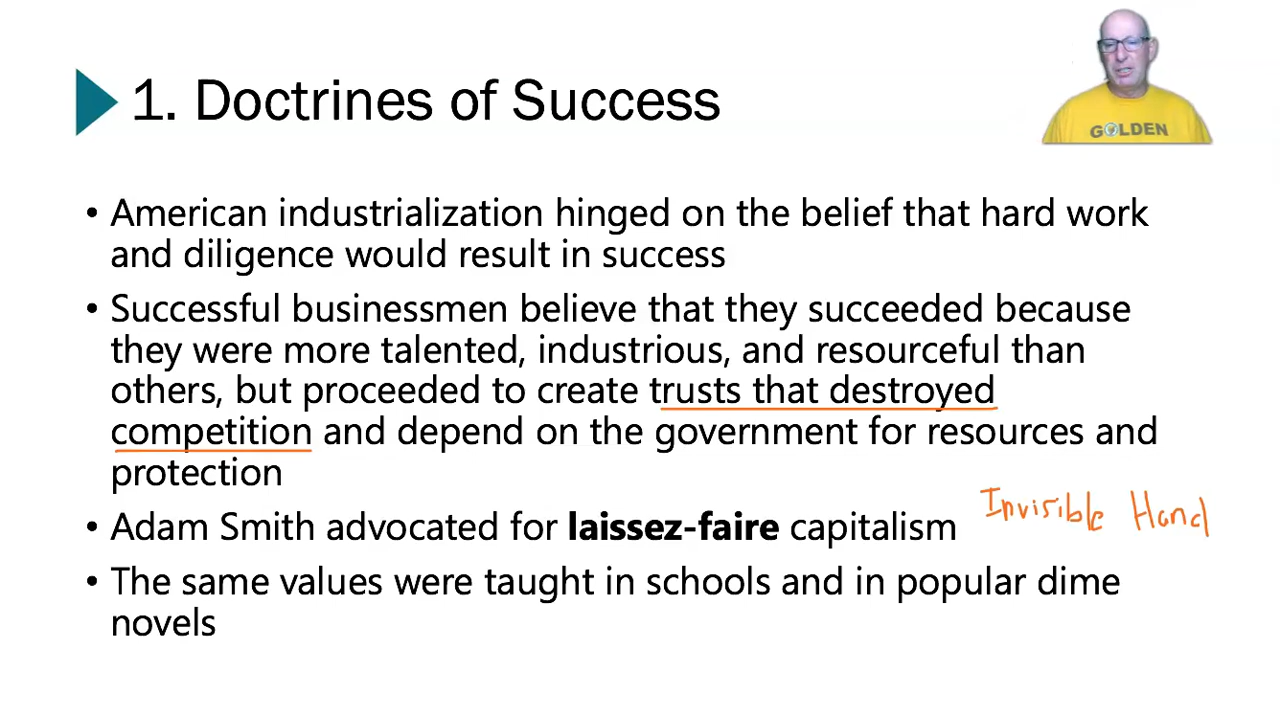 1. Doctrines of Success
GOLDEN
• American industrialization hinged on the belief that hard work
and diligence would result in success
• Successful businessmen believe that they succeeded because
they were more talented, industrious, and resourceful than
others, but proceeded to create trusts that destroyed
competition and depend on the government for resources and
protection
• Adam Smith advocated for laissez-faire capitalism Invisible Hand
• The same values were taught in schools and in popular dime
novels